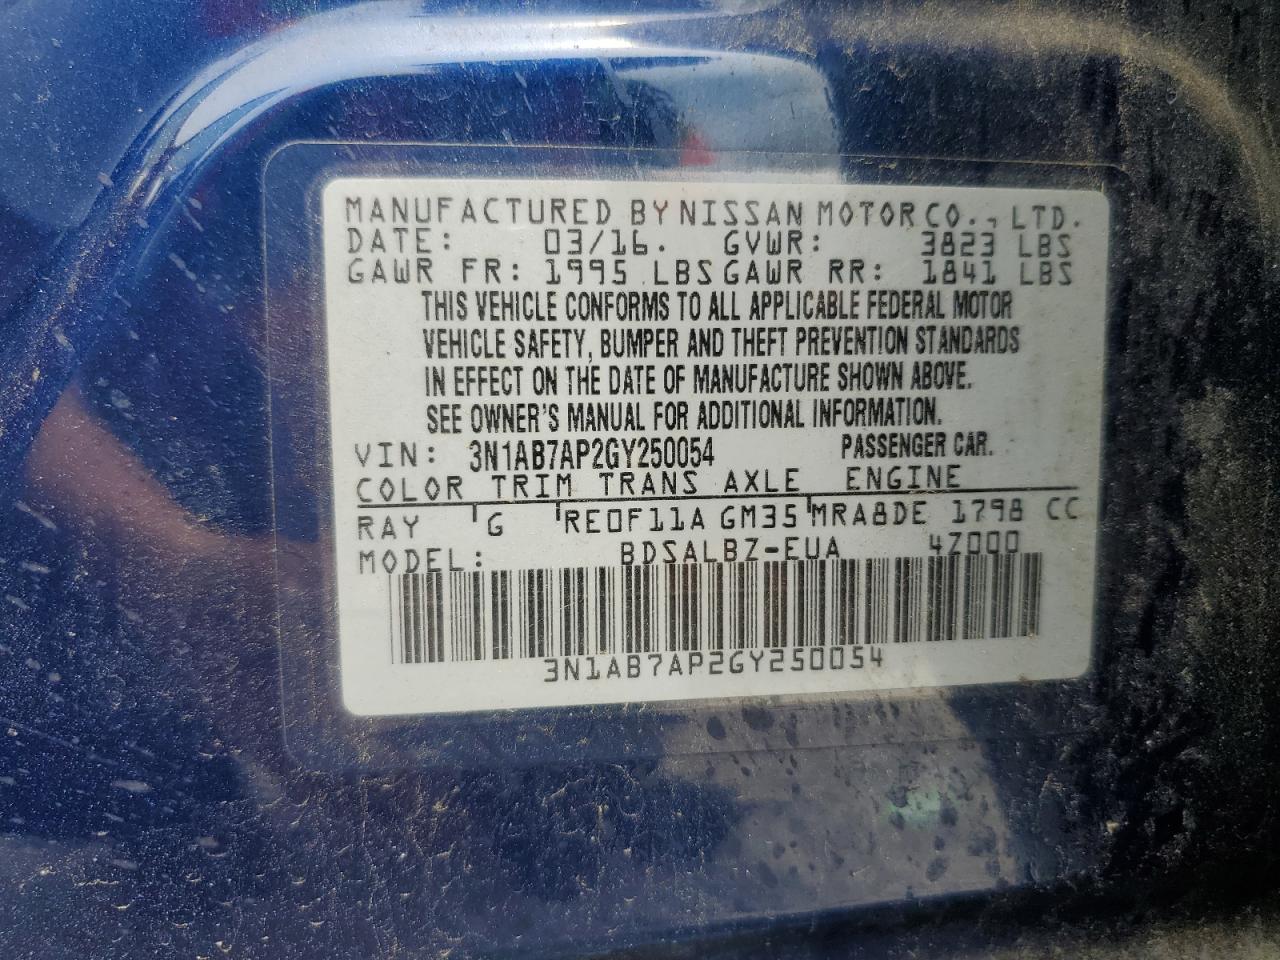 MANUFACTURED BY NISSAN MOTOR CO., LTD.
DATE: 03/16. GVWR: 3823 LBS
GAWR FR: 1995 LBS GAWR RR: 1841 LBS
THIS VEHICLE CONFORMS TO ALL APPLICABLE FEDERAL MOTOR
VEHICLE SAFETY, BUMPER AND THEFT PREVENTION STANDARDS
IN EFFECT ON THE DATE OF MANUFACTURE SHOWN ABOVE.
SEE OWNER'S MANUAL FOR ADDITIONAL INFORMATION.
VIN: 3N1AB7AP2GY250054 PASSENGER CAR.
COLOR TRIM TRANS AXLE ENGINE
RAY G RE0F11A GM35 MRA8DE 1798 CC
MODEL: BDSALBZ-EUA 4Z000
3N1AB7AP2GY250054